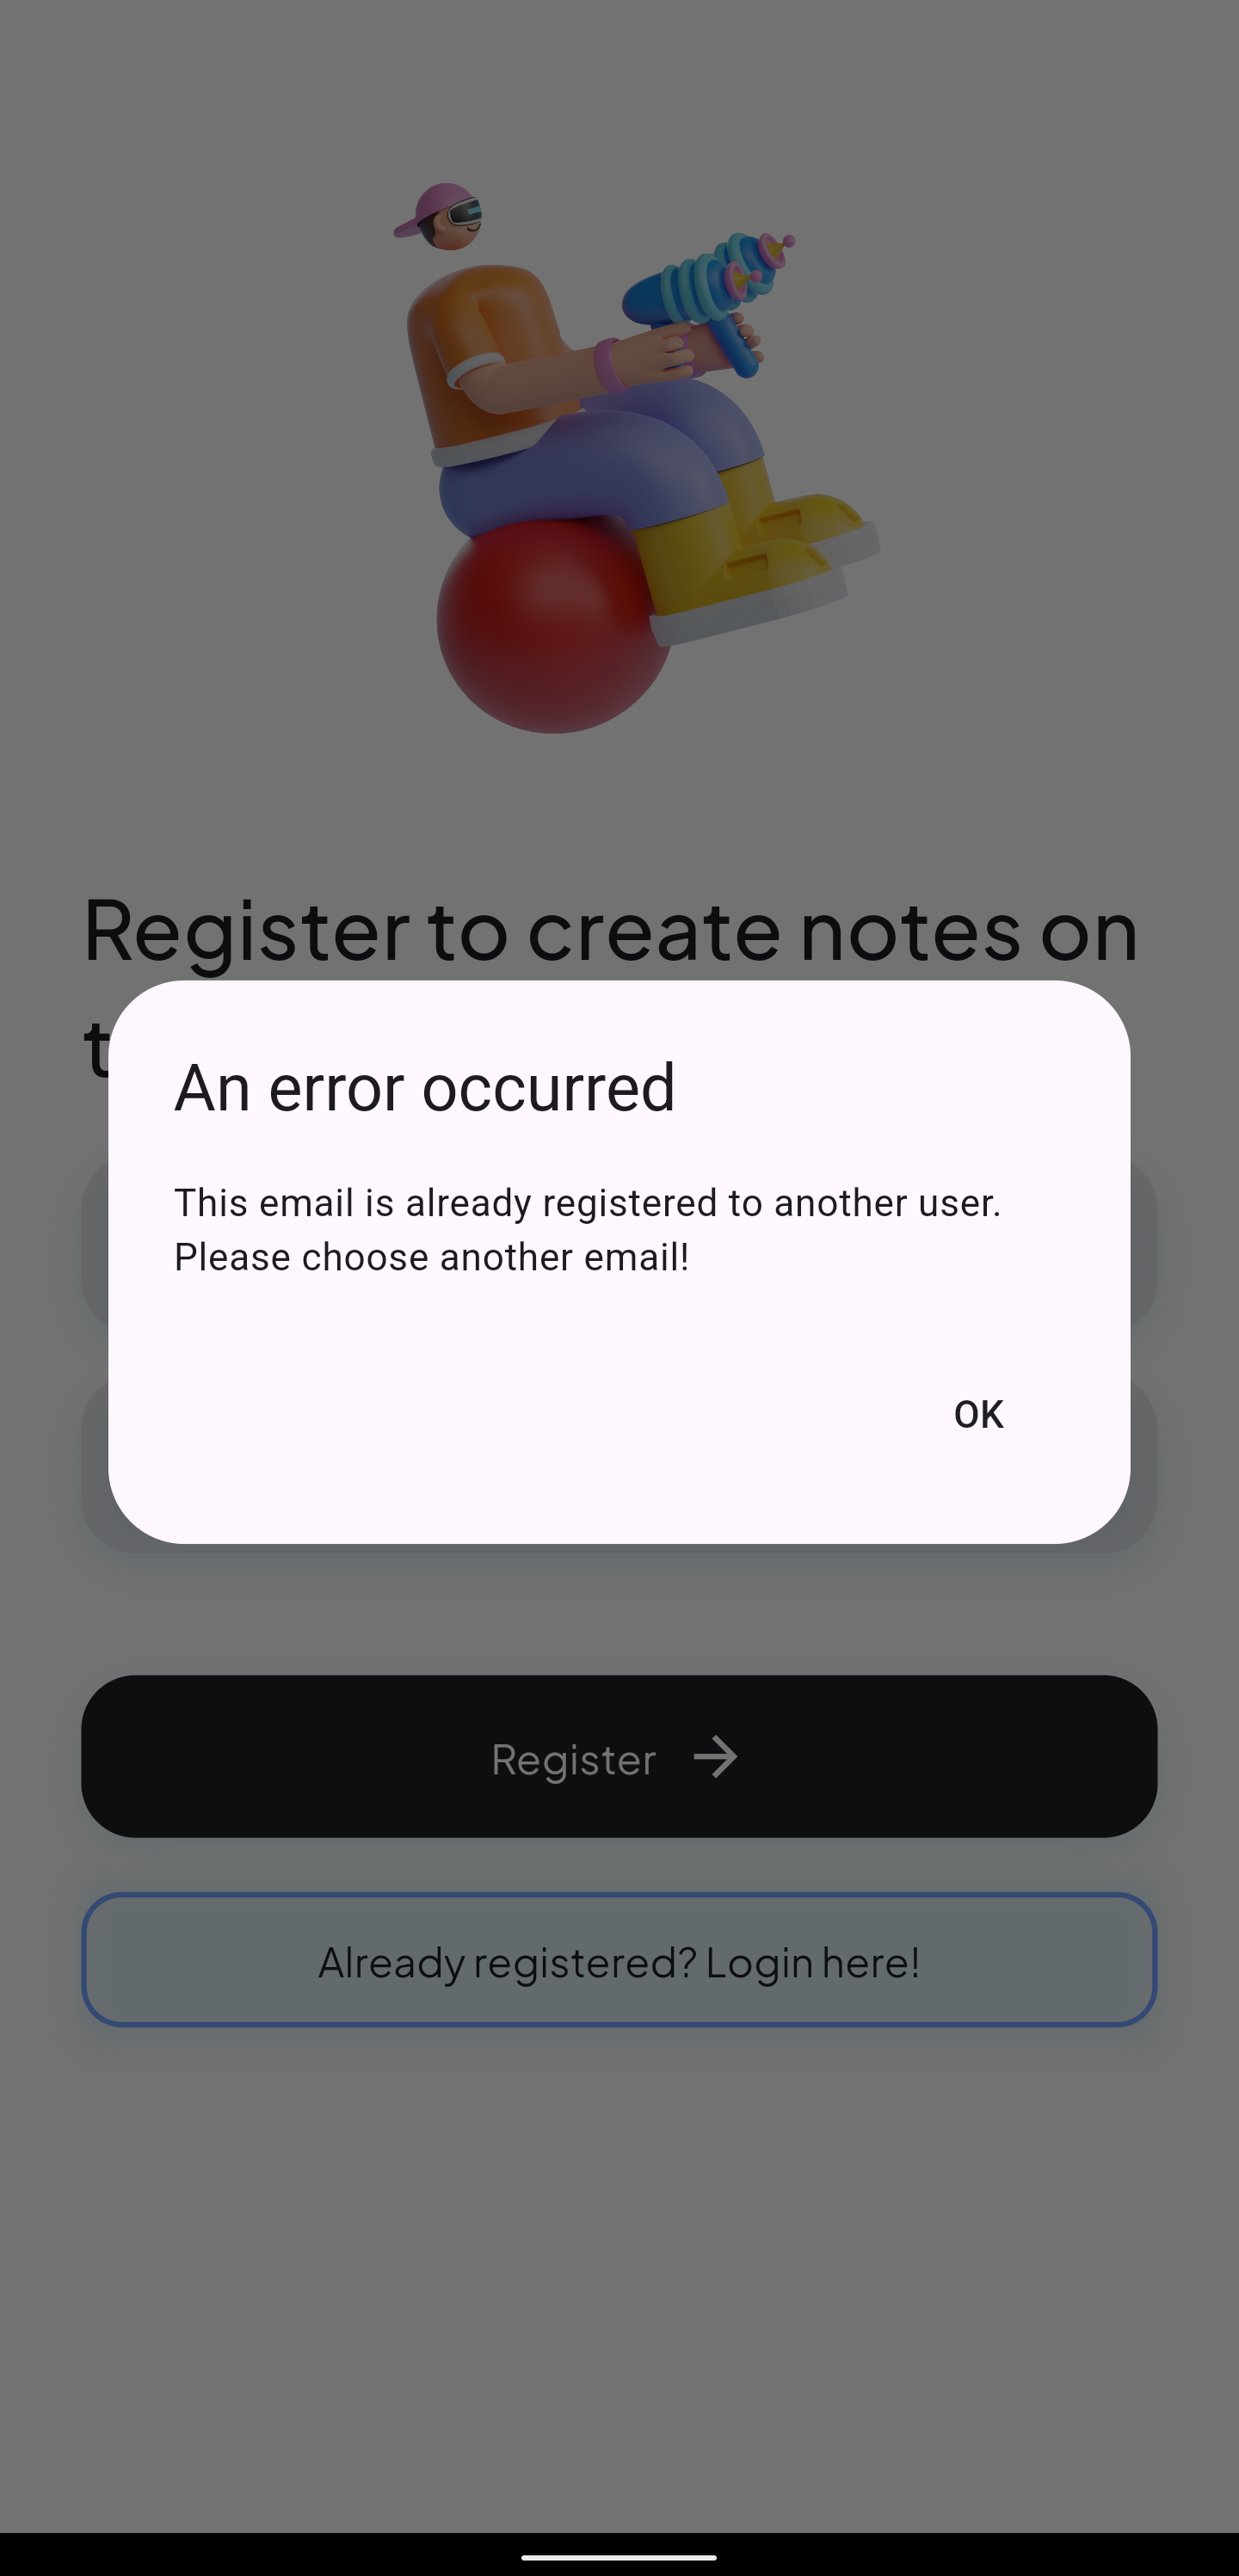 Register to create notes on
An error occurred
This email is already registered to another user.
Please choose another email!
OK
Register
Already registered? Login here!